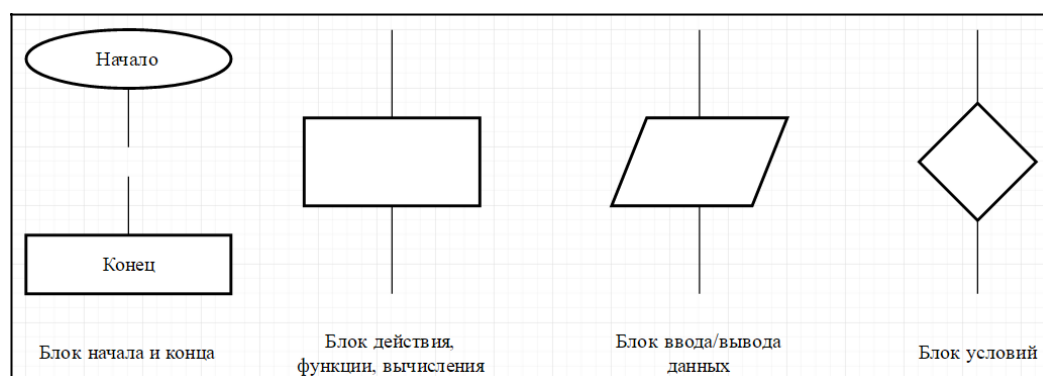 Начало
Конец
Блок начала и конца
Блок действия,
функции, вычисления
Блок ввода/вывода
данных
Блок условий